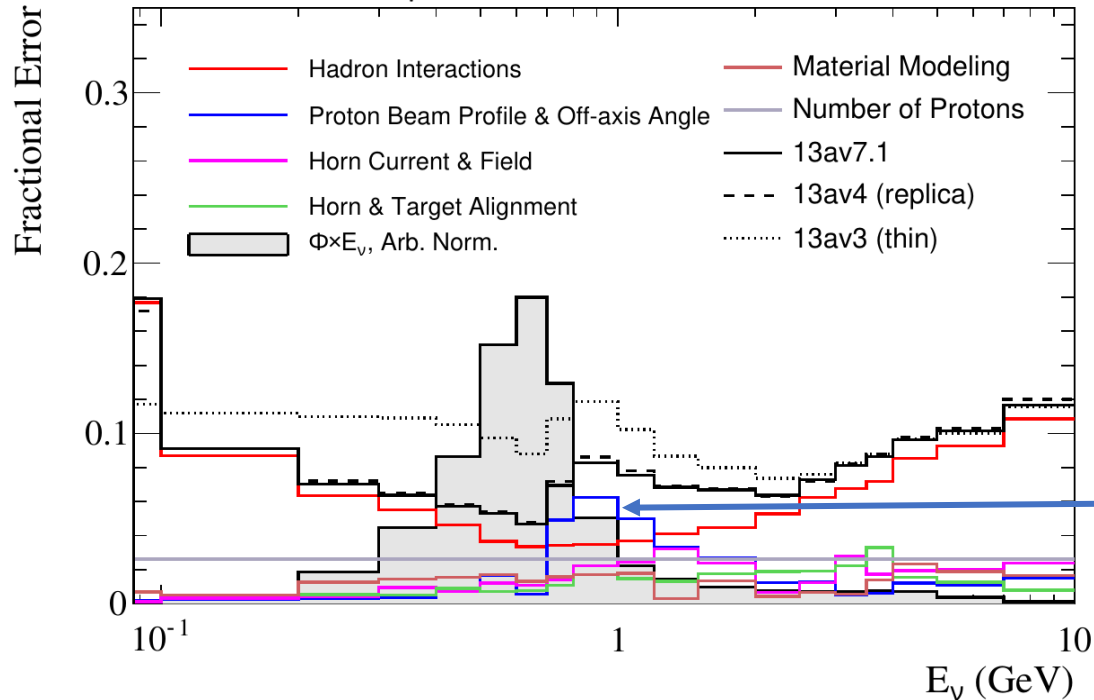 Fractional Error
0.3
0.2
0.1
0
Hadron Interactions
Proton Beam Profile & Off-axis Angle
Horn Current & Field
Horn & Target Alignment
Φ×Eν, Arb. Norm.
Material Modeling
Number of Protons
13av7.1
13av4 (replica)
13av3 (thin)
10⁻¹
1
10
Eν (GeV)